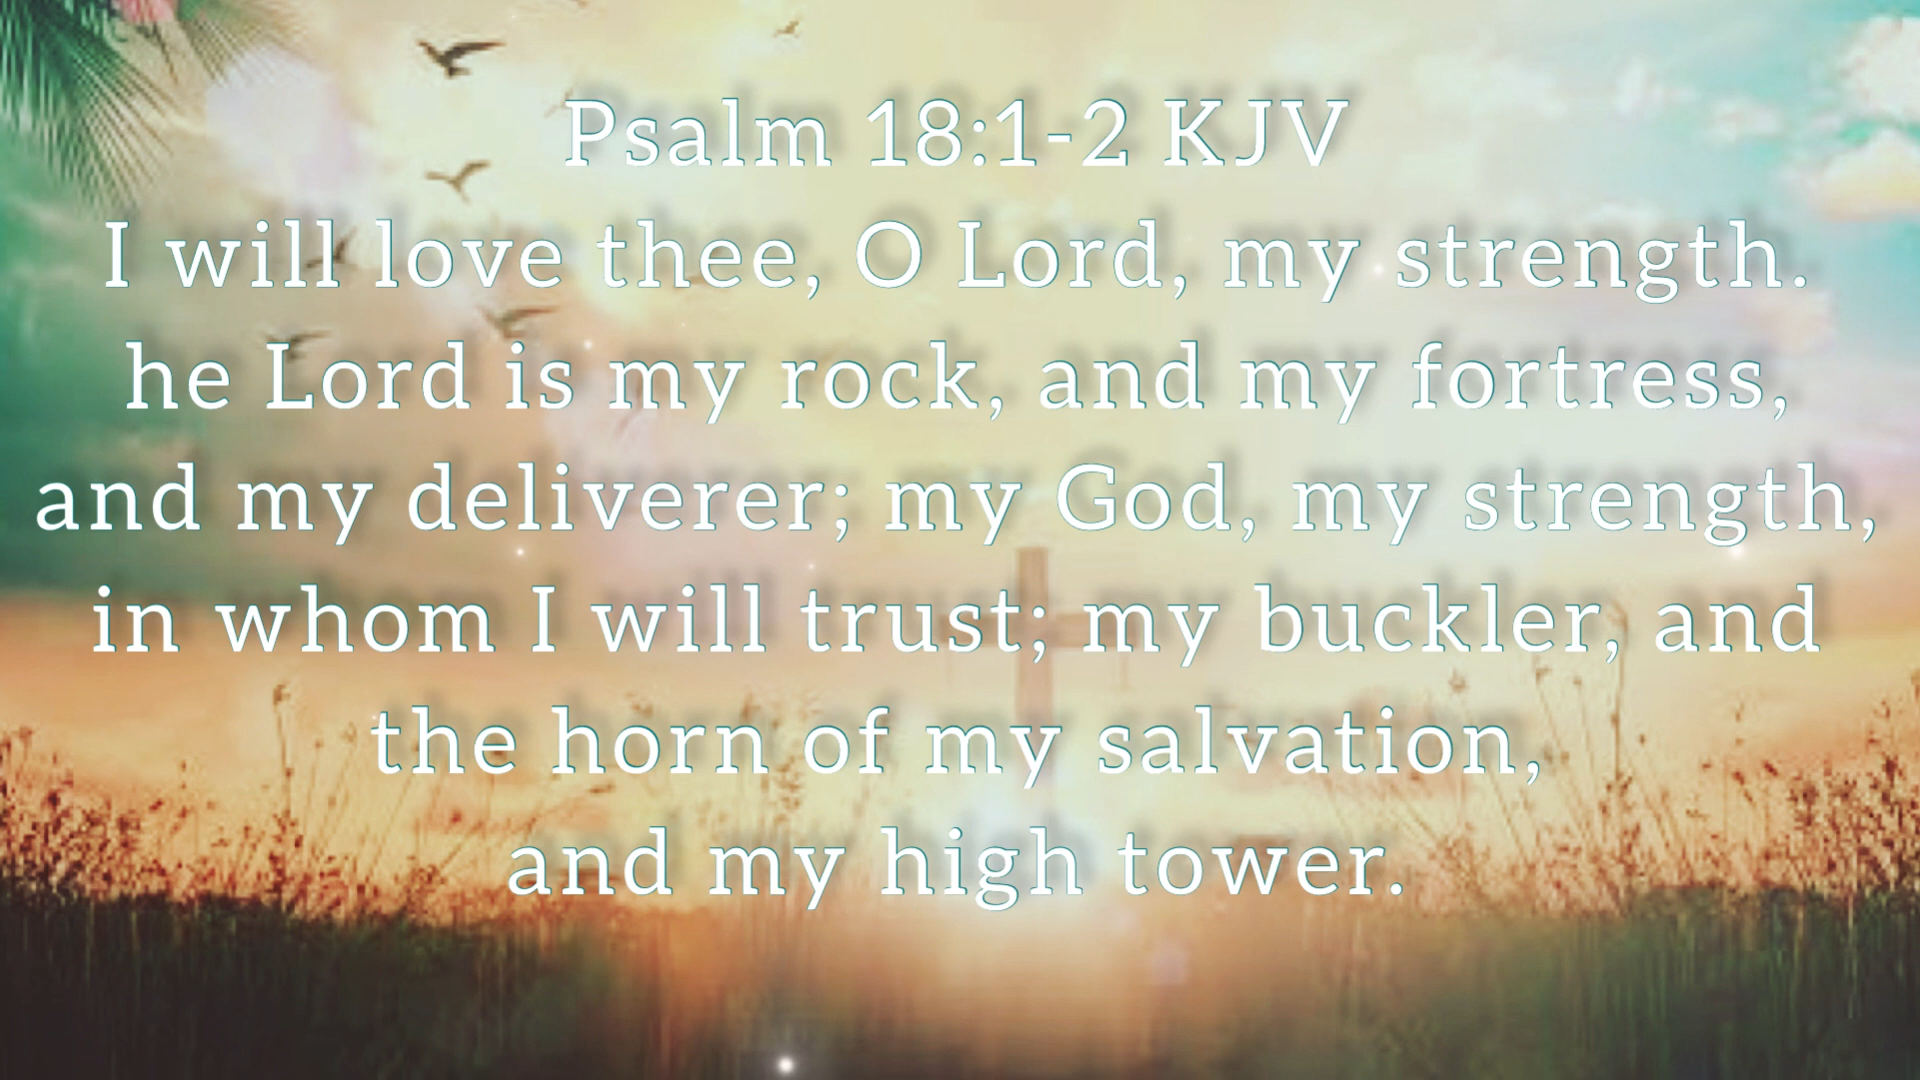 Psalm 18:1-2 KJV
I will love thee, O Lord, my strength.
he Lord is my rock, and my fortress,
and my deliverer; my God, my strength,
in whom I will trust; my buckler, and
the horn of my salvation,
and my high tower.